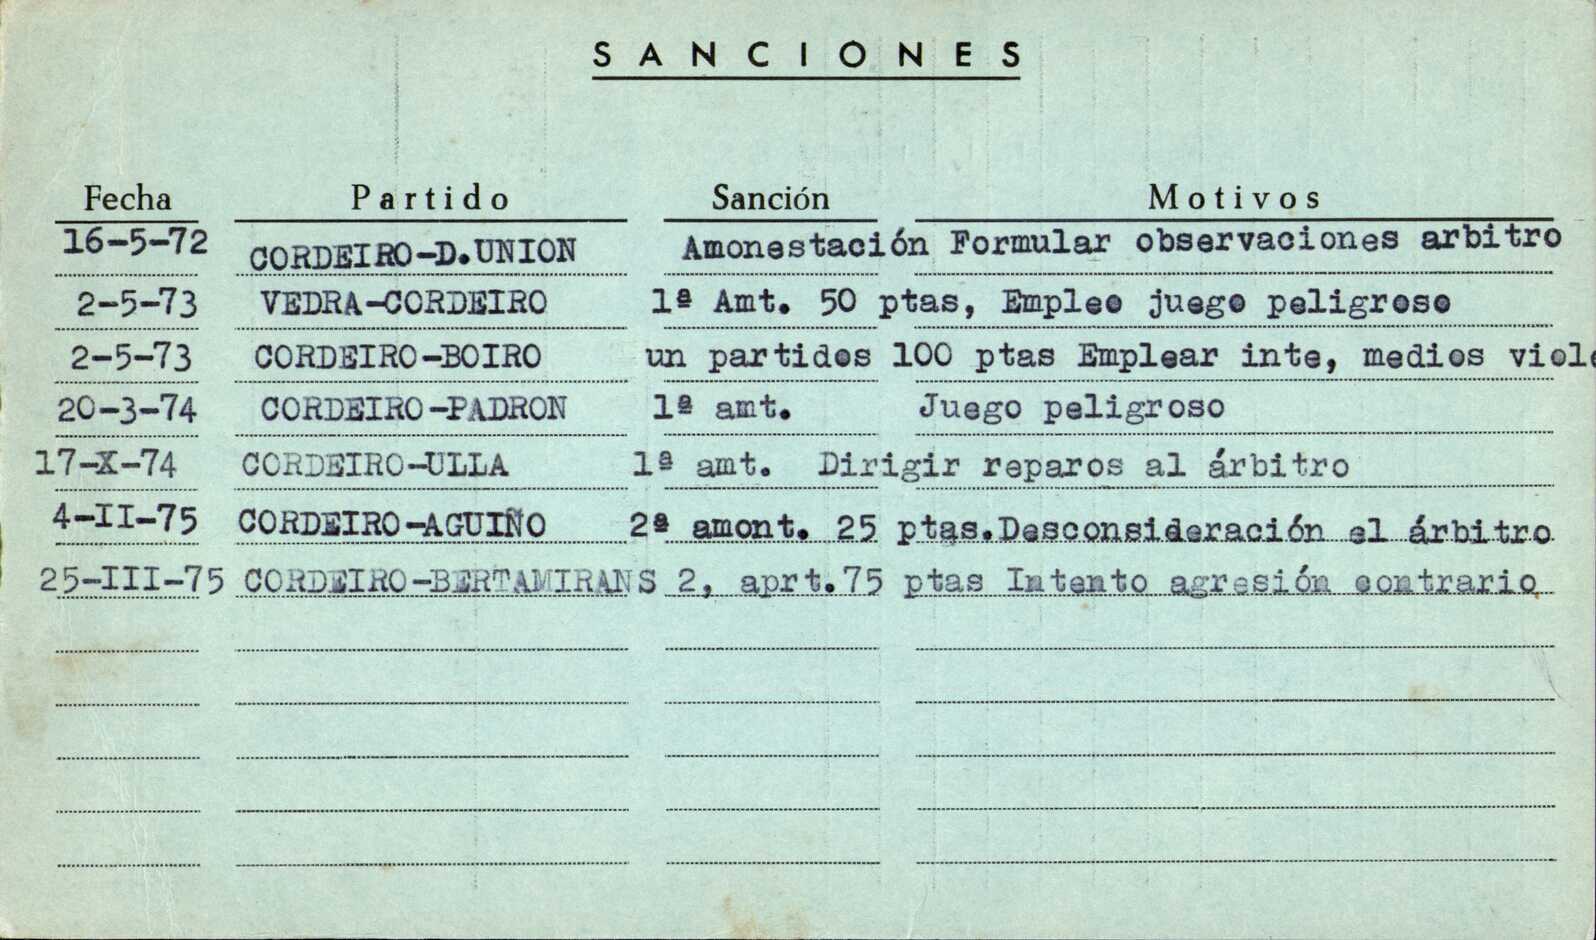 SANCIONES
Fecha Partido Sanción Motivos
16-5-72 CORDEIRO-D.UNION Amonestación Formular observaciones arbitro
2-5-73 VEDRA-CORDEIRO 1ª Amt. 50 ptas, Empleo juego peligroso
2-5-73 CORDEIRO-BOIRO un partidos 100 ptas Emplear inte, medios viole
20-3-74 CORDEIRO-PADRON 1ª amt. Juego peligroso
17-X-74 CORDEIRO-ULLA 1ª amt. Dirigir reparos al árbitro
4-II-75 CORDEIRO-AGUIÑO 2ª amont. 25 ptas.Desconsideración el árbitro
25-III-75 CORDEIRO-BERTAMIRANS 2, aprt.75 ptas Intento agresión contrario